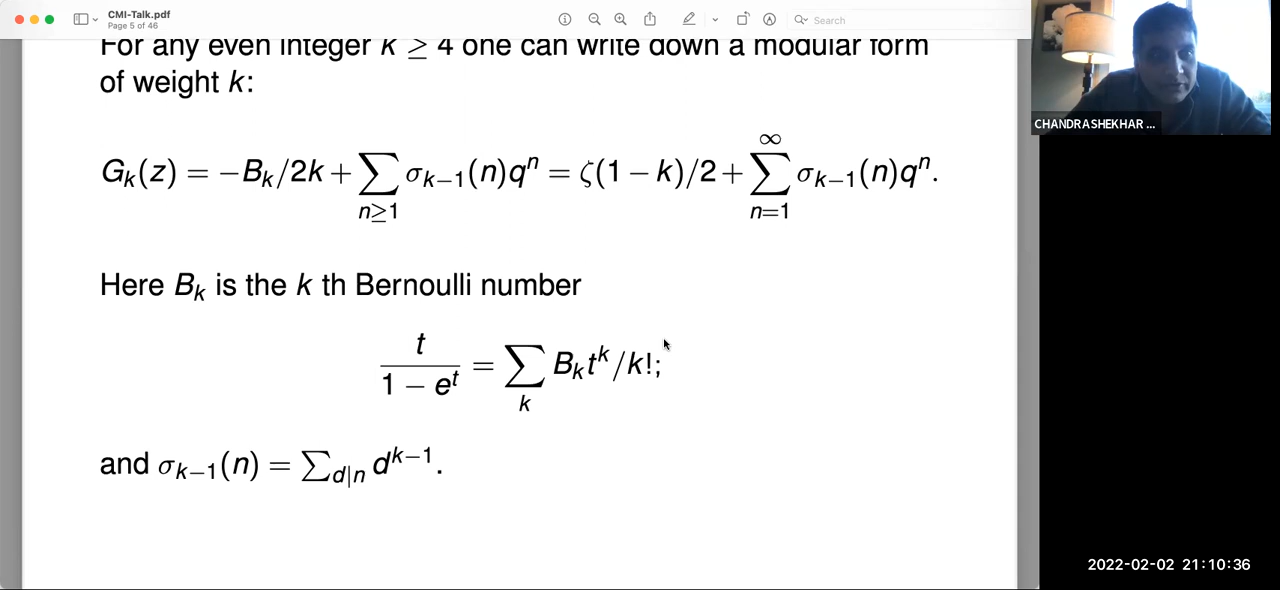 CMI-Talk.pdf
Page 5 of 46
Search
For any even integer k ≥ 4 one can write down a modular form
of weight k:
G_k(z) = −B_k/2k + ∑_{n≥1} σ_{k−1}(n)q^n = ζ(1 − k)/2 + ∑_{n=1}^{∞} σ_{k−1}(n)q^n.
Here B_k is the k th Bernoulli number
t/(1 − e^t) = ∑_k B_k t^k/k!;
and σ_{k−1}(n) = ∑_{d|n} d^{k−1}.
CHANDRASHEKHAR ...
2022-02-02 21:10:36